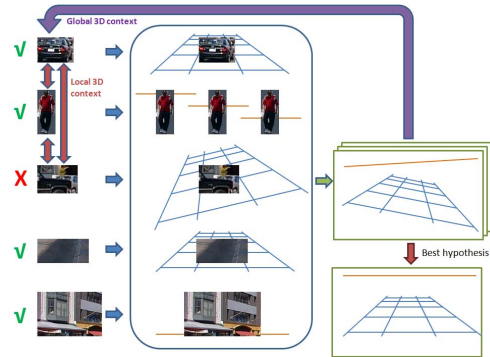 Global 3D context
√
Local 3D
context
√
X
√
√
Best hypothesis